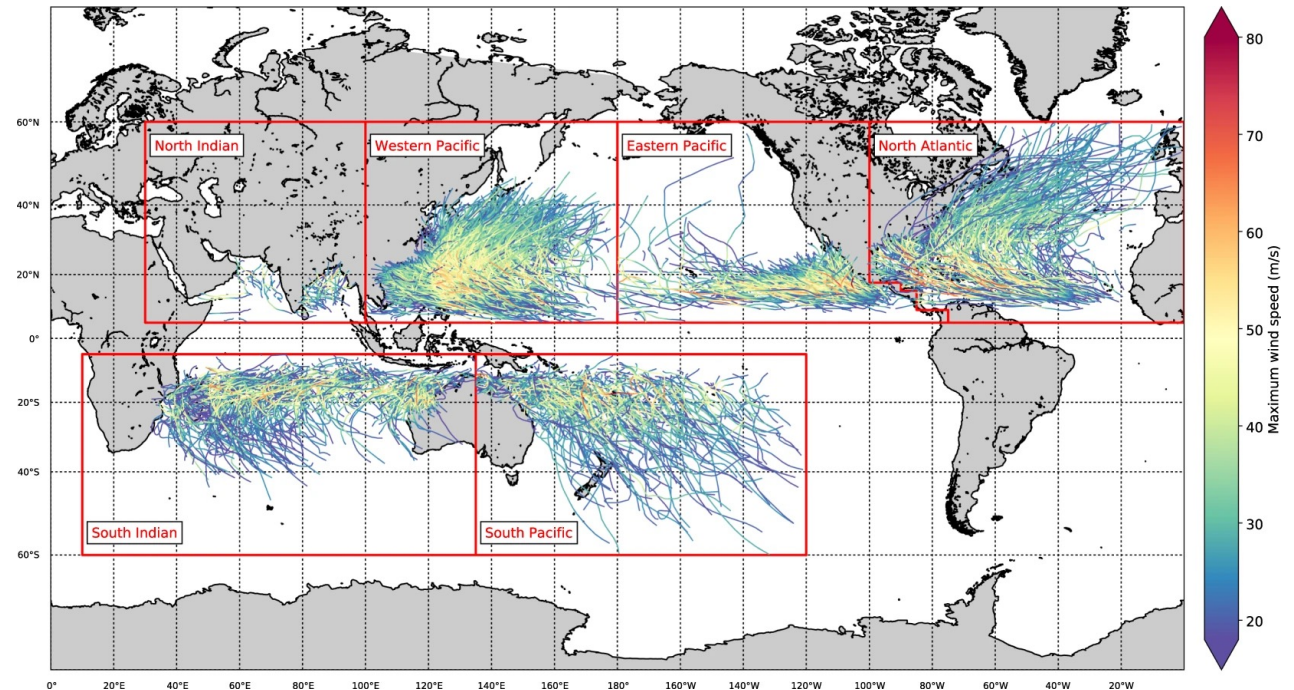 60°N
40°N
20°N
0°
20°S
40°S
60°S
North Indian
Western Pacific
Eastern Pacific
North Atlantic
South Indian
South Pacific
0° 20°E 40°E 60°E 80°E 100°E 120°E 140°E 160°E 180° 160°W 140°W 120°W 100°W 80°W 60°W 40°W 20°W
80
70
60
50
40
30
20
Maximum wind speed (m/s)